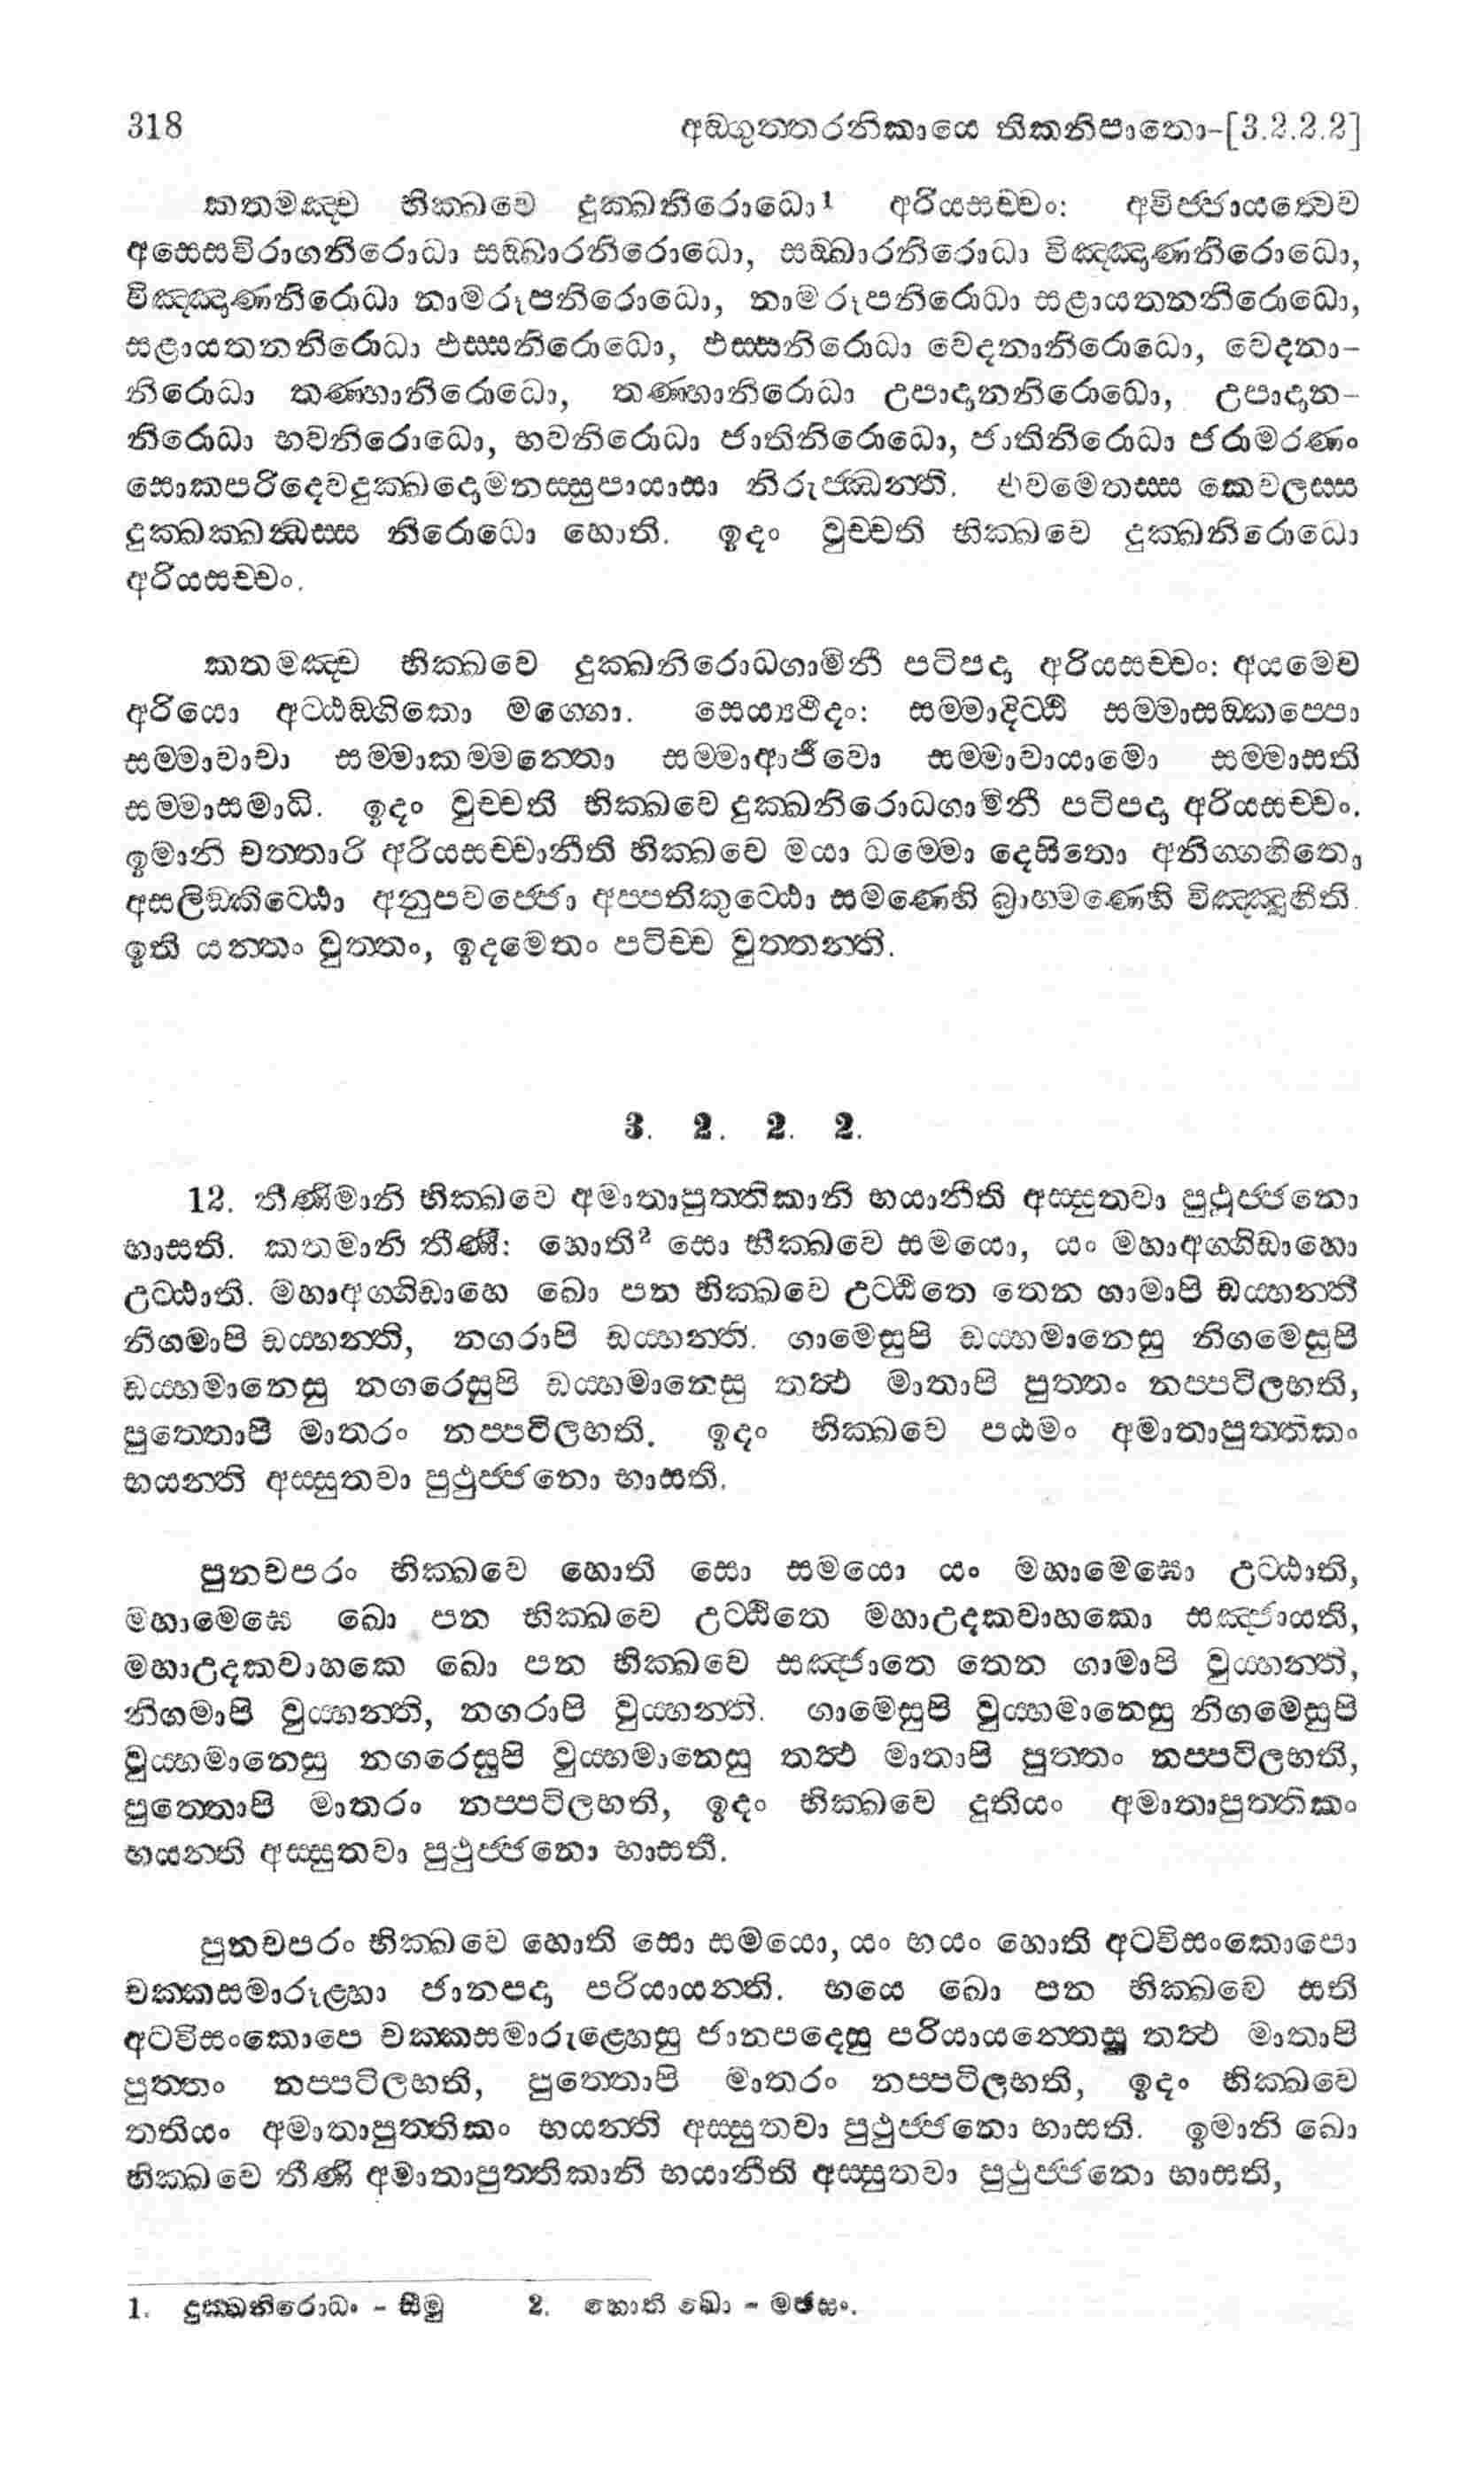 318 අඞ්ගුත්තරනිකායෙ තිකනිපාතො-[3.2.2.2]
කතමඤ්ච භික්ඛවෙ දුක්ඛනිරොධො1 අරියසච්චං: අවිජ්ජායත්වෙව
අසෙසවිරාගනිරොධා සඞ්ඛාරනිරොධො, සඞ්ඛාරනිරොධා විඤ්ඤාණනිරොධො,
විඤ්ඤාණනිරොධා නාමරූපනිරොධො, නාමරූපනිරොධා සළායතනනිරොධො,
සළායතනනිරොධා ඵස්සනිරොධො, ඵස්සනිරොධා වෙදනානිරොධො, වෙදනා-
නිරොධා තණ්හානිරොධො, තණ්හානිරොධා උපාදානනිරොධො, උපාදාන-
නිරොධා භවනිරොධො, භවනිරොධා ජාතිනිරොධො, ජාතිනිරොධා ජරාමරණං
සොකපරිදෙවදුක්ඛදොමනස්සුපායාසා නිරුජ්ඣන්ති. එවමෙතස්ස කෙවලස්ස
දුක්ඛක්ඛන්ධස්ස නිරොධො හොති. ඉදං වුච්චති භික්ඛවෙ දුක්ඛනිරොධො
අරියසච්චං.
කතමඤ්ච භික්ඛවෙ දුක්ඛනිරොධගාමිනී පටිපදා අරියසච්චං: අයමෙව
අරියො අට්ඨඞ්ගිකො මග්ගො. සෙය්‍යථිදං: සම්මාදිට්ඨි සම්මාසඞ්කප්පො
සම්මාවාචා සම්මාකම්මන්තො සම්මාආජීවො සම්මාවායාමො සම්මාසති
සම්මාසමාධි. ඉදං වුච්චති භික්ඛවෙ දුක්ඛනිරොධගාමිනී පටිපදා අරියසච්චං.
ඉමානි චත්තාරි අරියසච්චානීති භික්ඛවෙ මයා ධම්මො දෙසිතො අනිග්ගහිතො
අසඞ්කිලිට්ඨො අනුපවජ්ජො අප්පතිකුට්ඨො සමණෙහි බ්‍රාහ්මණෙහි විඤ්ඤූහීති.
ඉති යන්තං වුත්තං, ඉදමෙතං පටිච්ච වුත්තන්ති.
3. 2. 2. 2.
12. තීණිමානි භික්ඛවෙ අමාතාපුත්තිකානි භයානීති අස්සුතවා පුථුජ්ජනො
භාසති. කතමානි තීණි: හොති2 සො භික්ඛවෙ සමයො, යං මහාඅග්ගිඩාහො
උට්ඨාති. මහාඅග්ගිඩාහෙ ඛො පන භික්ඛවෙ උට්ඨිතෙ තෙන ගාමාපි ඩය්හන්ති
නිගමාපි ඩය්හන්ති, නගරාපි ඩය්හන්ති. ගාමෙසුපි ඩය්හමානෙසු නිගමෙසුපි
ඩය්හමානෙසු නගරෙසුපි ඩය්හමානෙසු තත්‍ථ මාතාපි පුත්තං නප්පටිලභති,
පුත්තොපි මාතරං නප්පටිලභති. ඉදං භික්ඛවෙ පඨමං අමාතාපුත්තිකං
භයන්ති අස්සුතවා පුථුජ්ජනො භාසති.
පුනචපරං භික්ඛවෙ හොති සො සමයො යං මහාමෙඝො උට්ඨාති,
මහාමෙඝෙ ඛො පන භික්ඛවෙ උට්ඨිතෙ මහාඋදකවාහකො සඤ්ජායති,
මහාඋදකවාහකෙ ඛො පන භික්ඛවෙ සඤ්ජාතෙ තෙන ගාමාපි වුය්හන්ති,
නිගමාපි වුය්හන්ති, නගරාපි වුය්හන්ති. ගාමෙසුපි වුය්හමානෙසු නිගමෙසුපි
වුය්හමානෙසු නගරෙසුපි වුය්හමානෙසු තත්‍ථ මාතාපි පුත්තං නප්පටිලභති,
පුත්තොපි මාතරං නප්පටිලභති, ඉදං භික්ඛවෙ දුතියං අමාතාපුත්තිකං
භයන්ති අස්සුතවා පුථුජ්ජනො භාසති.
පුනචපරං භික්ඛවෙ හොති සො සමයො, යං භයං හොති අටවිසංකොපො
චක්කසමාරූළ්හා ජානපදා පරියායන්ති. භයෙ ඛො පන භික්ඛවෙ සති
අටවිසංකොපෙ චක්කසමාරූළ්හෙසු ජානපදෙසු පරියායන්තෙසු තත්‍ථ මාතාපි
පුත්තං නප්පටිලභති, පුත්තොපි මාතරං නප්පටිලභති, ඉදං භික්ඛවෙ
තතියං අමාතාපුත්තිකං භයන්ති අස්සුතවා පුථුජ්ජනො භාසති. ඉමානි ඛො
භික්ඛවෙ තීණි අමාතාපුත්තිකානි භයානීති අස්සුතවා පුථුජ්ජනො භාසති,
1. දුක්ඛනිරොධං - සීමු 2. හොති ඛො - මඡසං.